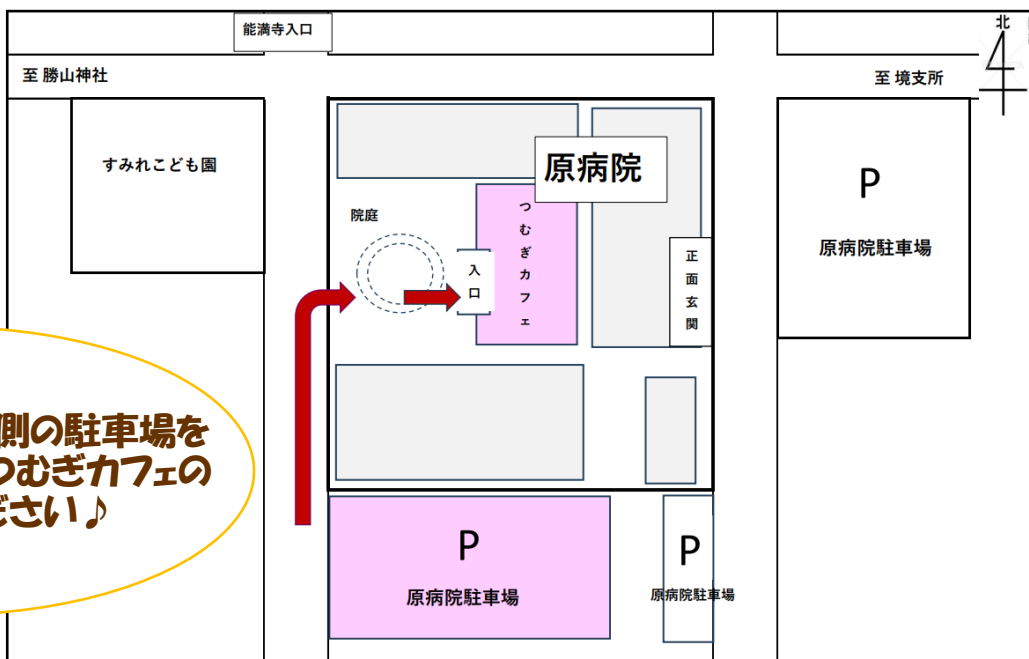 能満寺入口
北
至 勝山神社
至 境支所
すみれこども園
原病院
P
原病院駐車場
院庭
つむぎカフェ
入口
正面玄関
側の駐車場を
つむぎカフェの
ださい♪
P
原病院駐車場
P
原病院駐車場